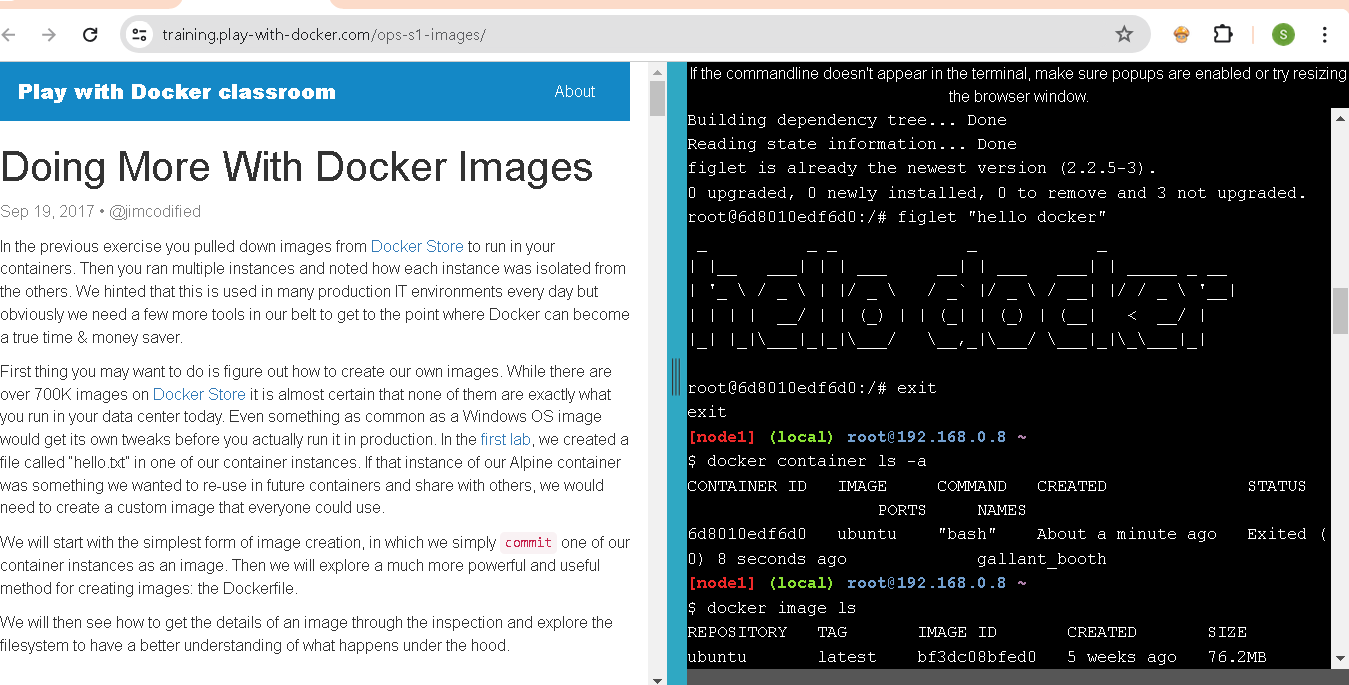 training.play-with-docker.com/ops-s1-images/
S
Play with Docker classroom
About
Doing More With Docker Images
Sep 19, 2017 • @jimcodified
In the previous exercise you pulled down images from Docker Store to run in your
containers. Then you ran multiple instances and noted how each instance was isolated from
the others. We hinted that this is used in many production IT environments every day but
obviously we need a few more tools in our belt to get to the point where Docker can become
a true time & money saver.
First thing you may want to do is figure out how to create our own images. While there are
over 700K images on Docker Store it is almost certain that none of them are exactly what
you run in your data center today. Even something as common as a Windows OS image
would get its own tweaks before you actually run it in production. In the first lab, we created a
file called “hello.txt” in one of our container instances. If that instance of our Alpine container
was something we wanted to re-use in future containers and share with others, we would
need to create a custom image that everyone could use.
We will start with the simplest form of image creation, in which we simply commit one of our
container instances as an image. Then we will explore a much more powerful and useful
method for creating images: the Dockerfile.
We will then see how to get the details of an image through the inspection and explore the
filesystem to have a better understanding of what happens under the hood.
If the commandline doesn't appear in the terminal, make sure popups are enabled or try resizing
the browser window.
Building dependency tree... Done
Reading state information... Done
figlet is already the newest version (2.2.5-3).
0 upgraded, 0 newly installed, 0 to remove and 3 not upgraded.
root@6d8010edf6d0:/# figlet "hello docker"
hello docker
root@6d8010edf6d0:/# exit
exit
[node1] (local) root@192.168.0.8 ~
$ docker container ls -a
CONTAINER ID   IMAGE     COMMAND   CREATED              STATUS
PORTS     NAMES
6d8010edf6d0   ubuntu    "bash"    About a minute ago   Exited (
0) 8 seconds ago             gallant_booth
[node1] (local) root@192.168.0.8 ~
$ docker image ls
REPOSITORY   TAG       IMAGE ID       CREATED       SIZE
ubuntu       latest    bf3dc08bfed0   5 weeks ago   76.2MB